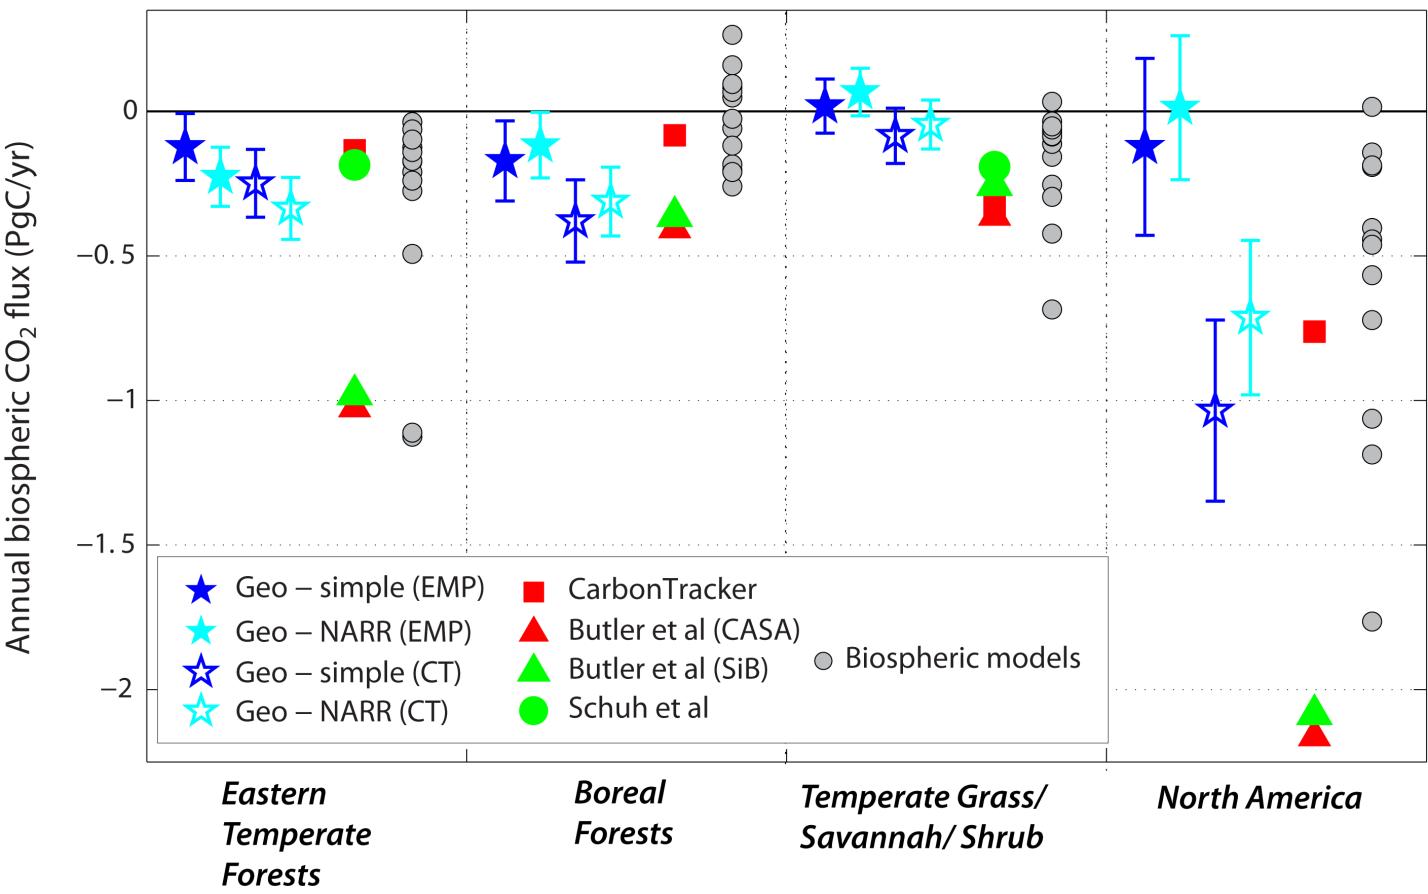 Annual biospheric CO₂ flux (PgC/yr)
0
−0.5
−1
−1.5
−2
Geo − simple (EMP)
Geo − NARR (EMP)
Geo − simple (CT)
Geo − NARR (CT)
CarbonTracker
Butler et al (CASA)
Butler et al (SiB)
Schuh et al
Biospheric models
Eastern
Temperate
Forests
Boreal
Forests
Temperate Grass/
Savannah/ Shrub
North America